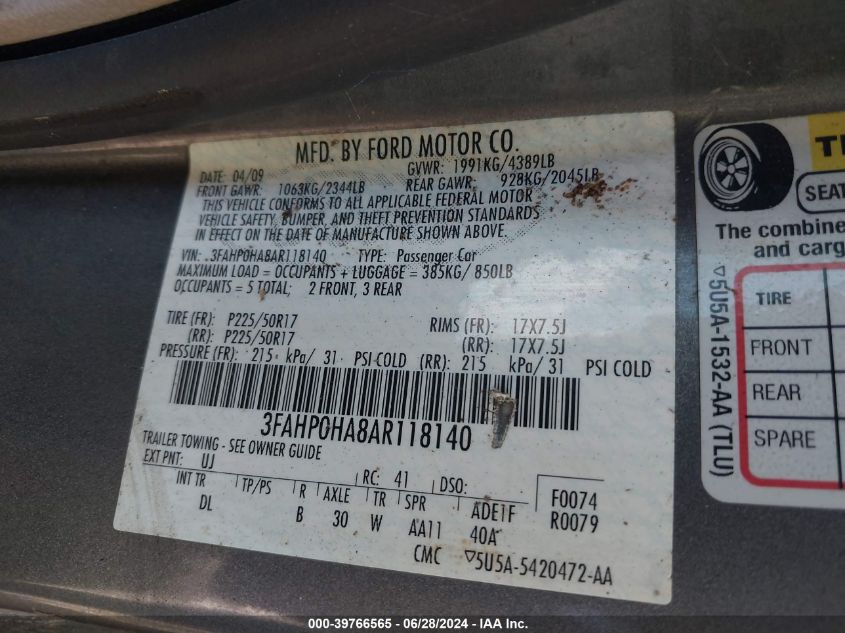 MFD. BY FORD MOTOR CO.
DATE: 04/09 GVWR: 1991KG/4389LB
FRONT GAWR: 1063KG/2344LB REAR GAWR: 928KG/2045LB
THIS VEHICLE CONFORMS TO ALL APPLICABLE FEDERAL MOTOR
VEHICLE SAFETY, BUMPER, AND THEFT PREVENTION STANDARDS
IN EFFECT ON THE DATE OF MANUFACTURE SHOWN ABOVE.
VIN: 3FAHP0HA8AR118140 TYPE: Passenger Car
MAXIMUM LOAD = OCCUPANTS + LUGGAGE = 385KG/ 850LB
OCCUPANTS = 5 TOTAL; 2 FRONT, 3 REAR
TIRE (FR): P225/50R17 RIMS (FR): 17X7.5J
(RR): P225/50R17 (RR): 17X7.5J
PRESSURE (FR): 215 kPa/ 31 PSI COLD (RR): 215 kPa/ 31 PSI COLD
3FAHP0HA8AR118140
TRAILER TOWING - SEE OWNER GUIDE
EXT PNT: UJ RC: 41 DSO:
INT TR TP/PS R AXLE TR SPR ADE1F F0074
DL B 30 W AA11 40A R0079
CMC ▽5U5A-5420472-AA
SEAT
The combine
and carg
TIRE
FRONT
REAR
SPARE
▽5U5A-1532-AA (TLU)
000-39766565 / 06/28/2024 / IAA Inc.